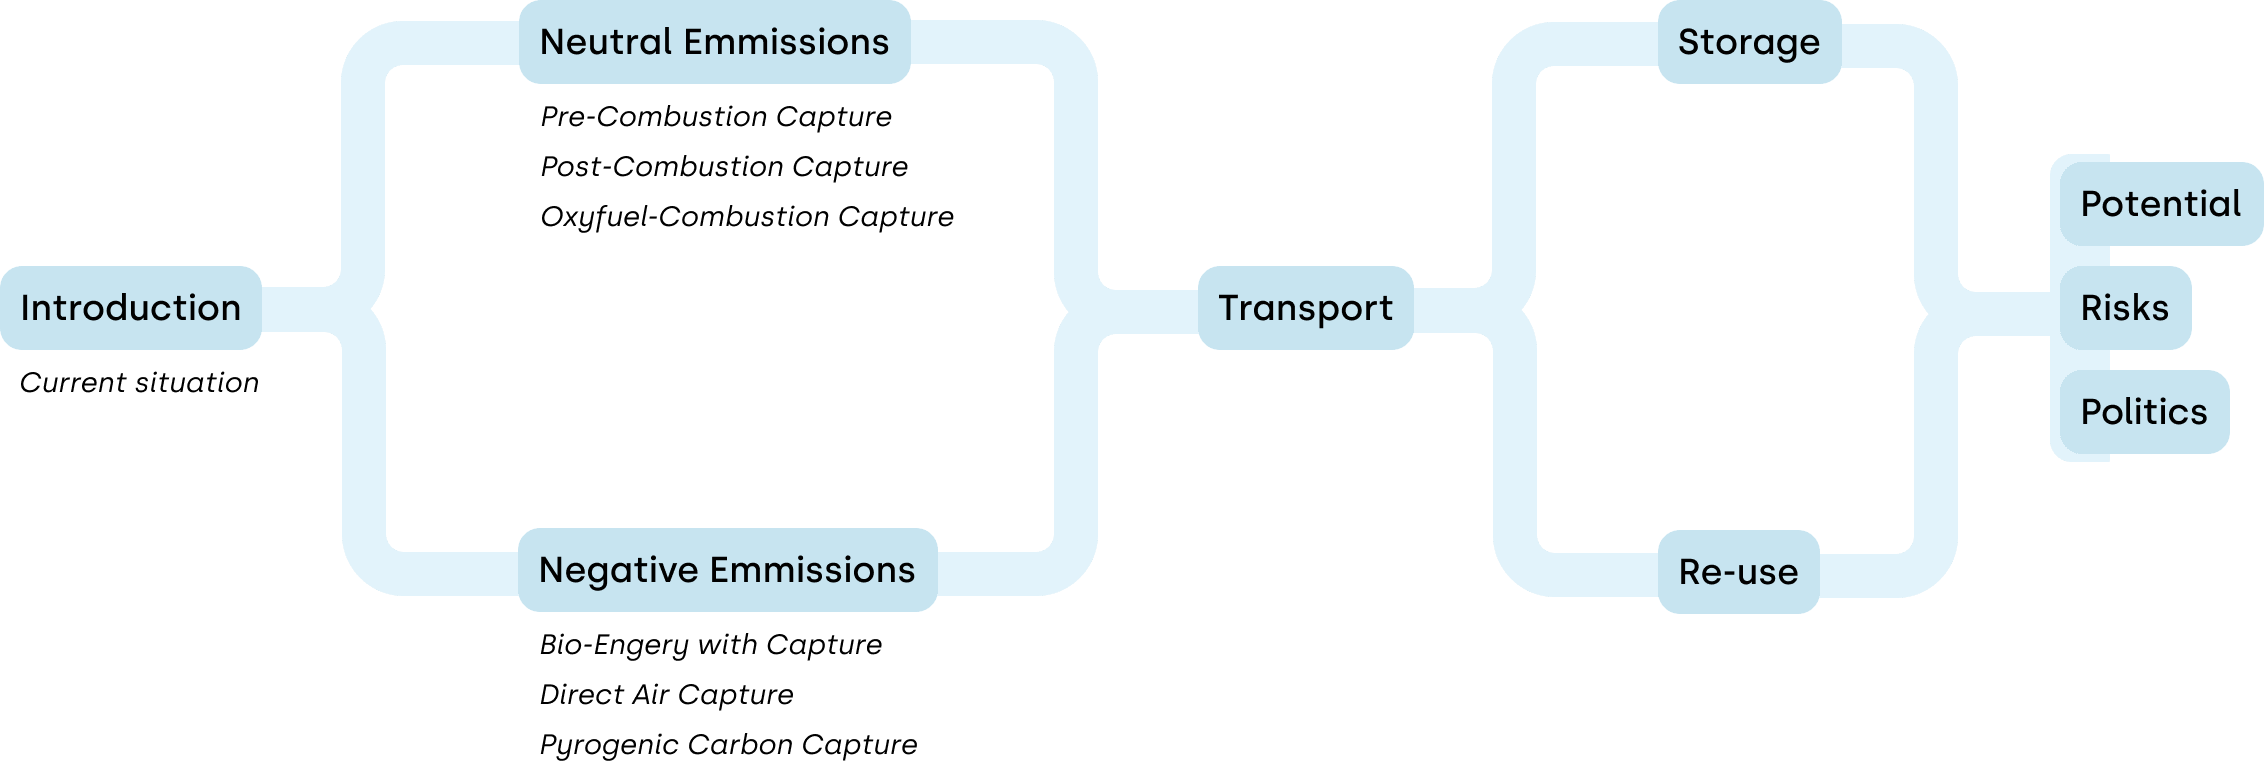 Introduction
Current situation
Neutral Emmissions
Pre-Combustion Capture
Post-Combustion Capture
Oxyfuel-Combustion Capture
Negative Emmissions
Bio-Engery with Capture
Direct Air Capture
Pyrogenic Carbon Capture
Transport
Storage
Re-use
Potential
Risks
Politics